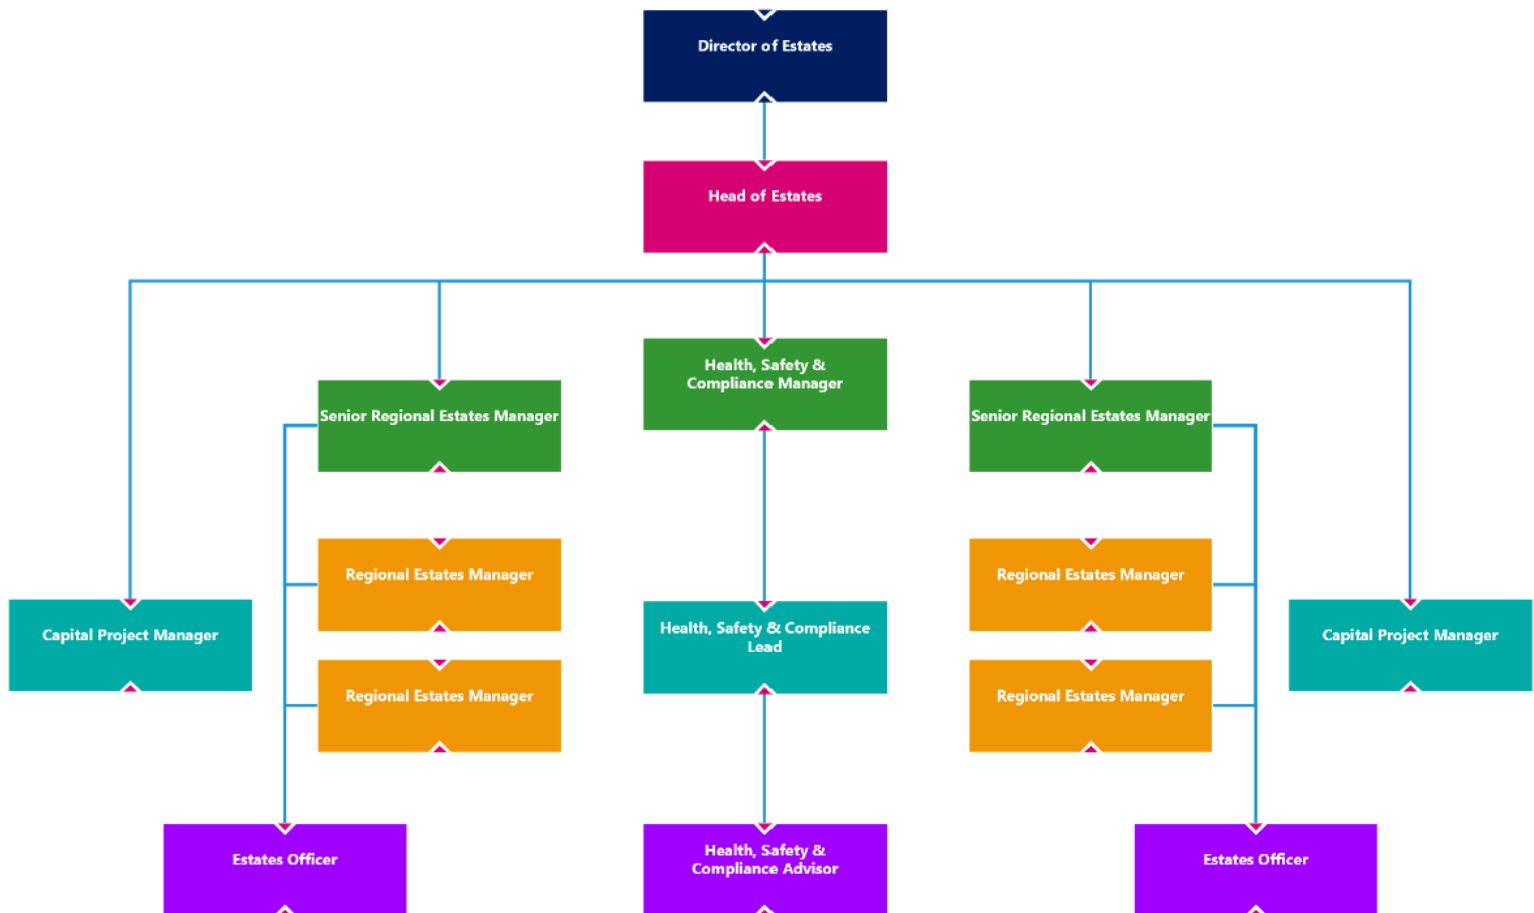 Director of Estates
Head of Estates
Health, Safety &
Compliance Manager
Senior Regional Estates Manager
Senior Regional Estates Manager
Regional Estates Manager
Regional Estates Manager
Capital Project Manager
Health, Safety & Compliance
Lead
Capital Project Manager
Regional Estates Manager
Regional Estates Manager
Estates Officer
Health, Safety &
Compliance Advisor
Estates Officer